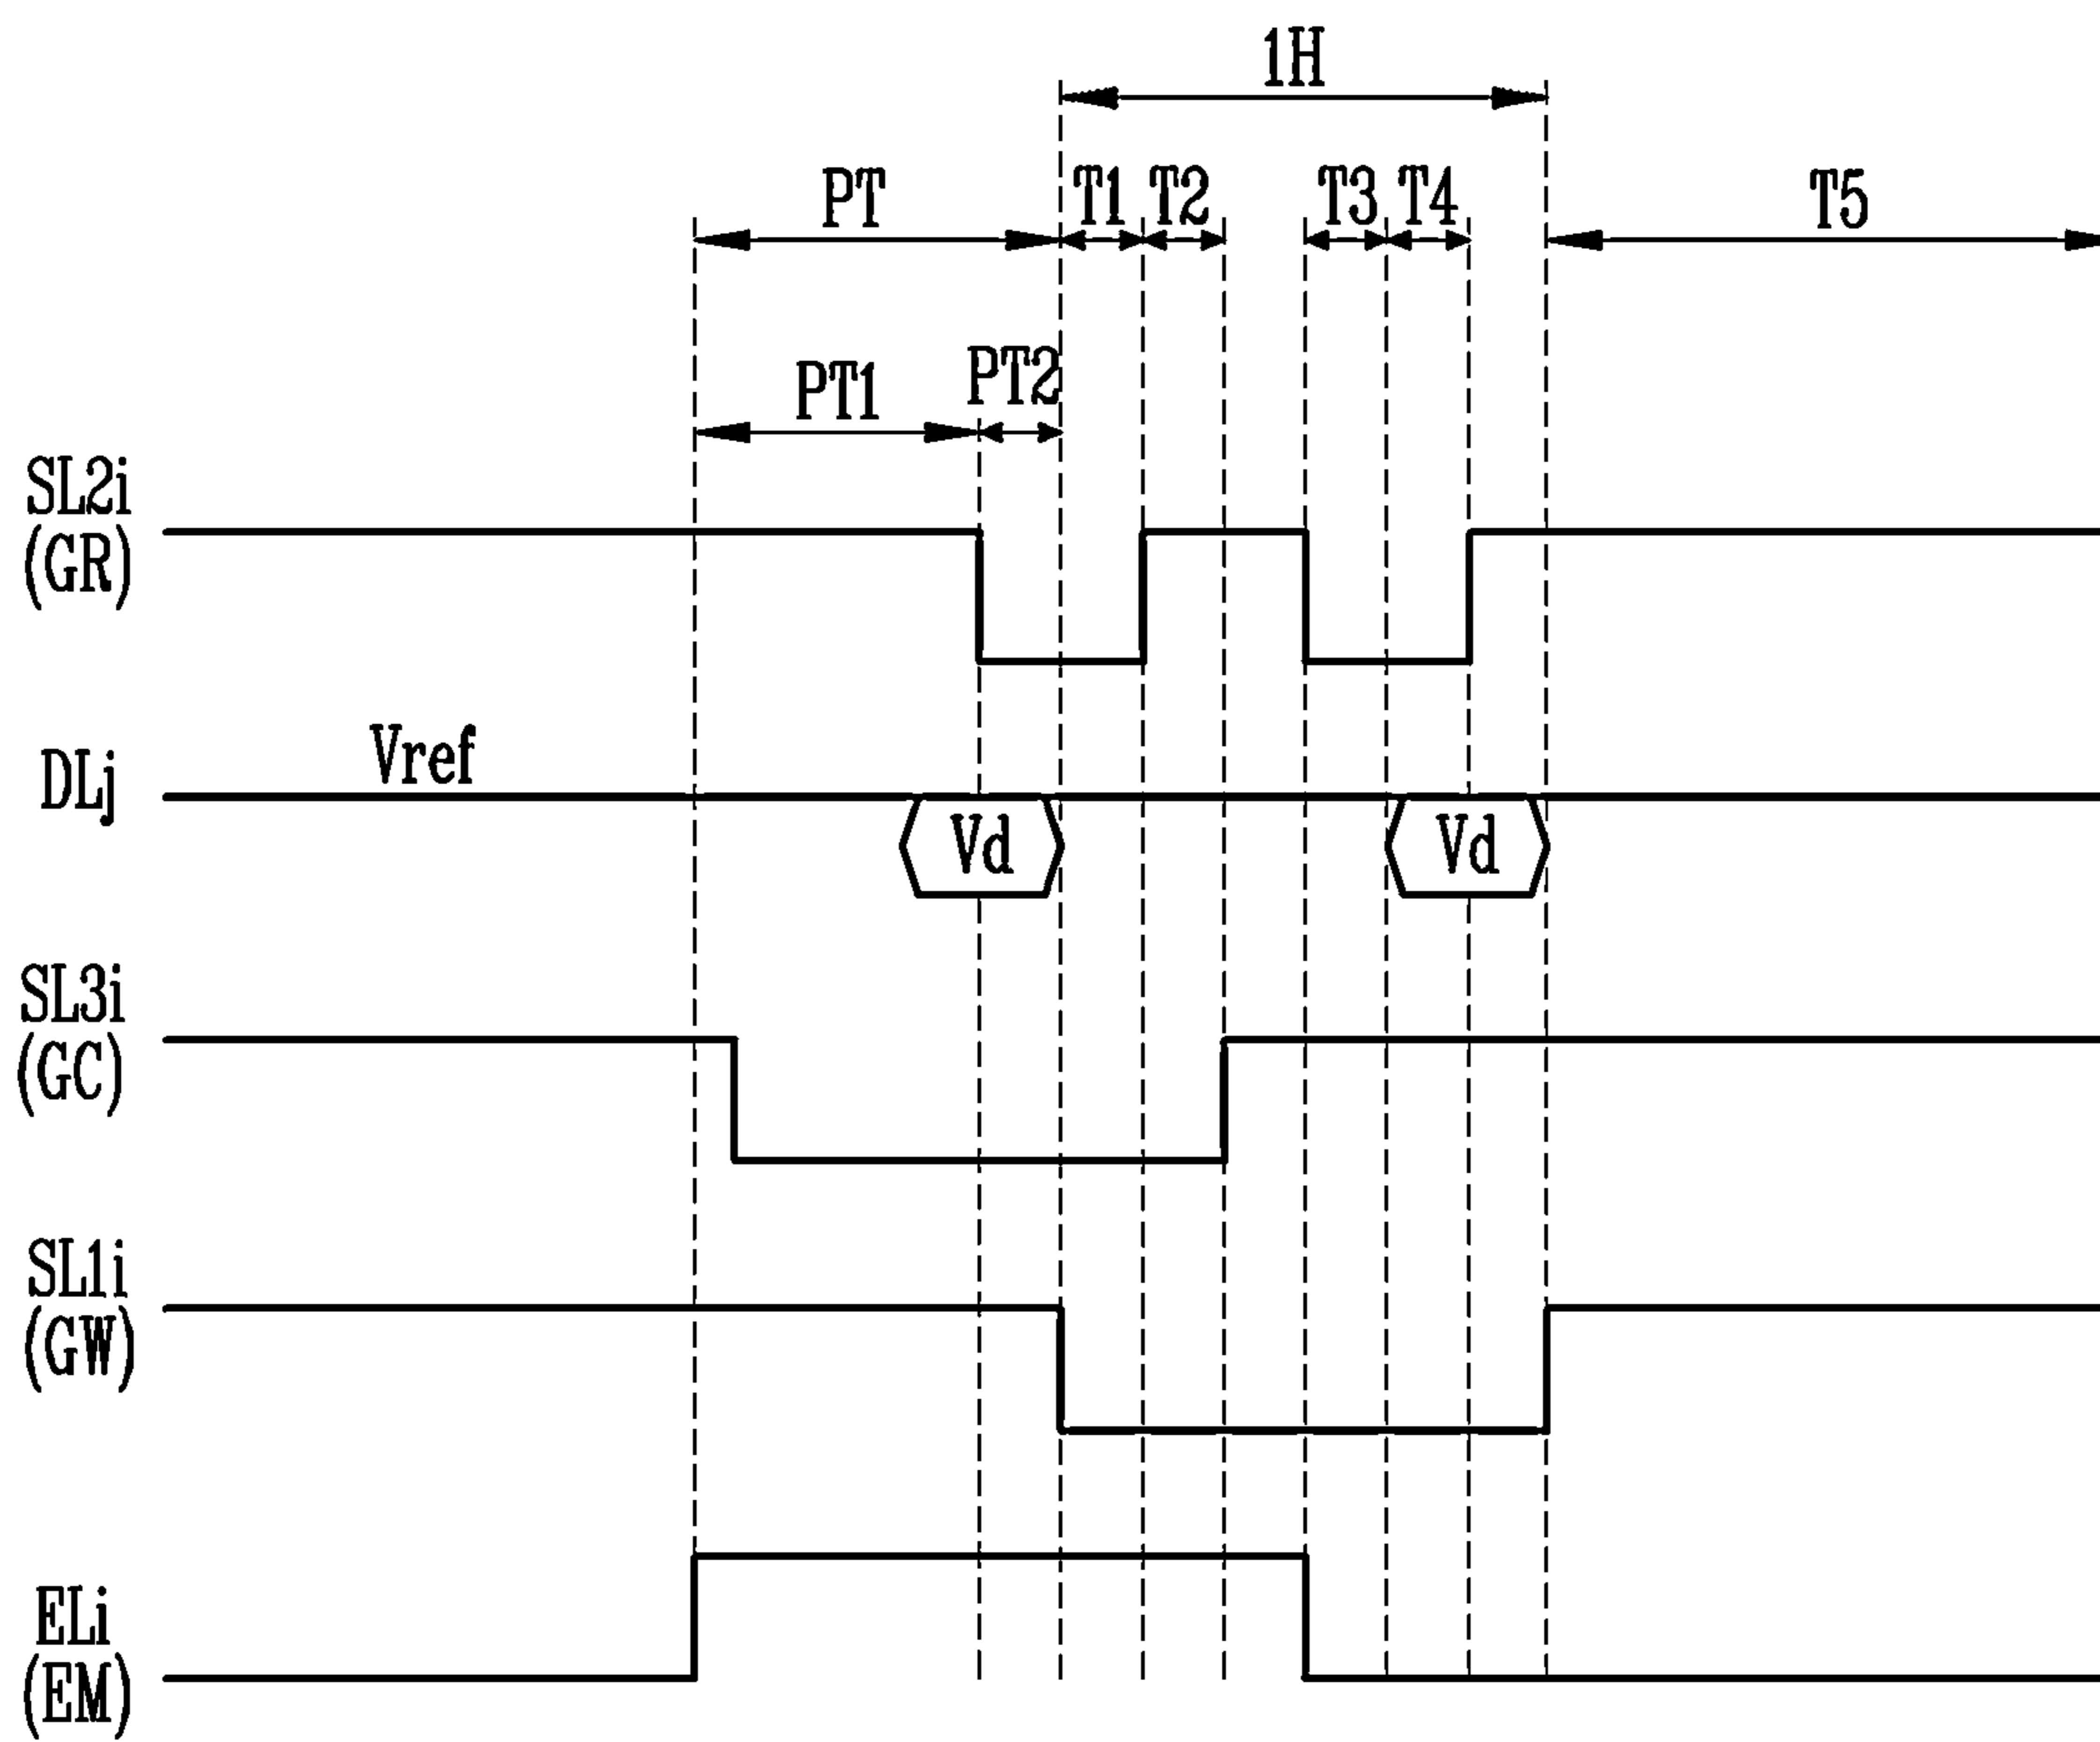 1H
PT T1 T2 T3 T4 T5
PT1 PT2
SL2i
(GR)
Vref
DLj
Vd Vd
SL3i
(GC)
SL1i
(GW)
ELi
(EM)